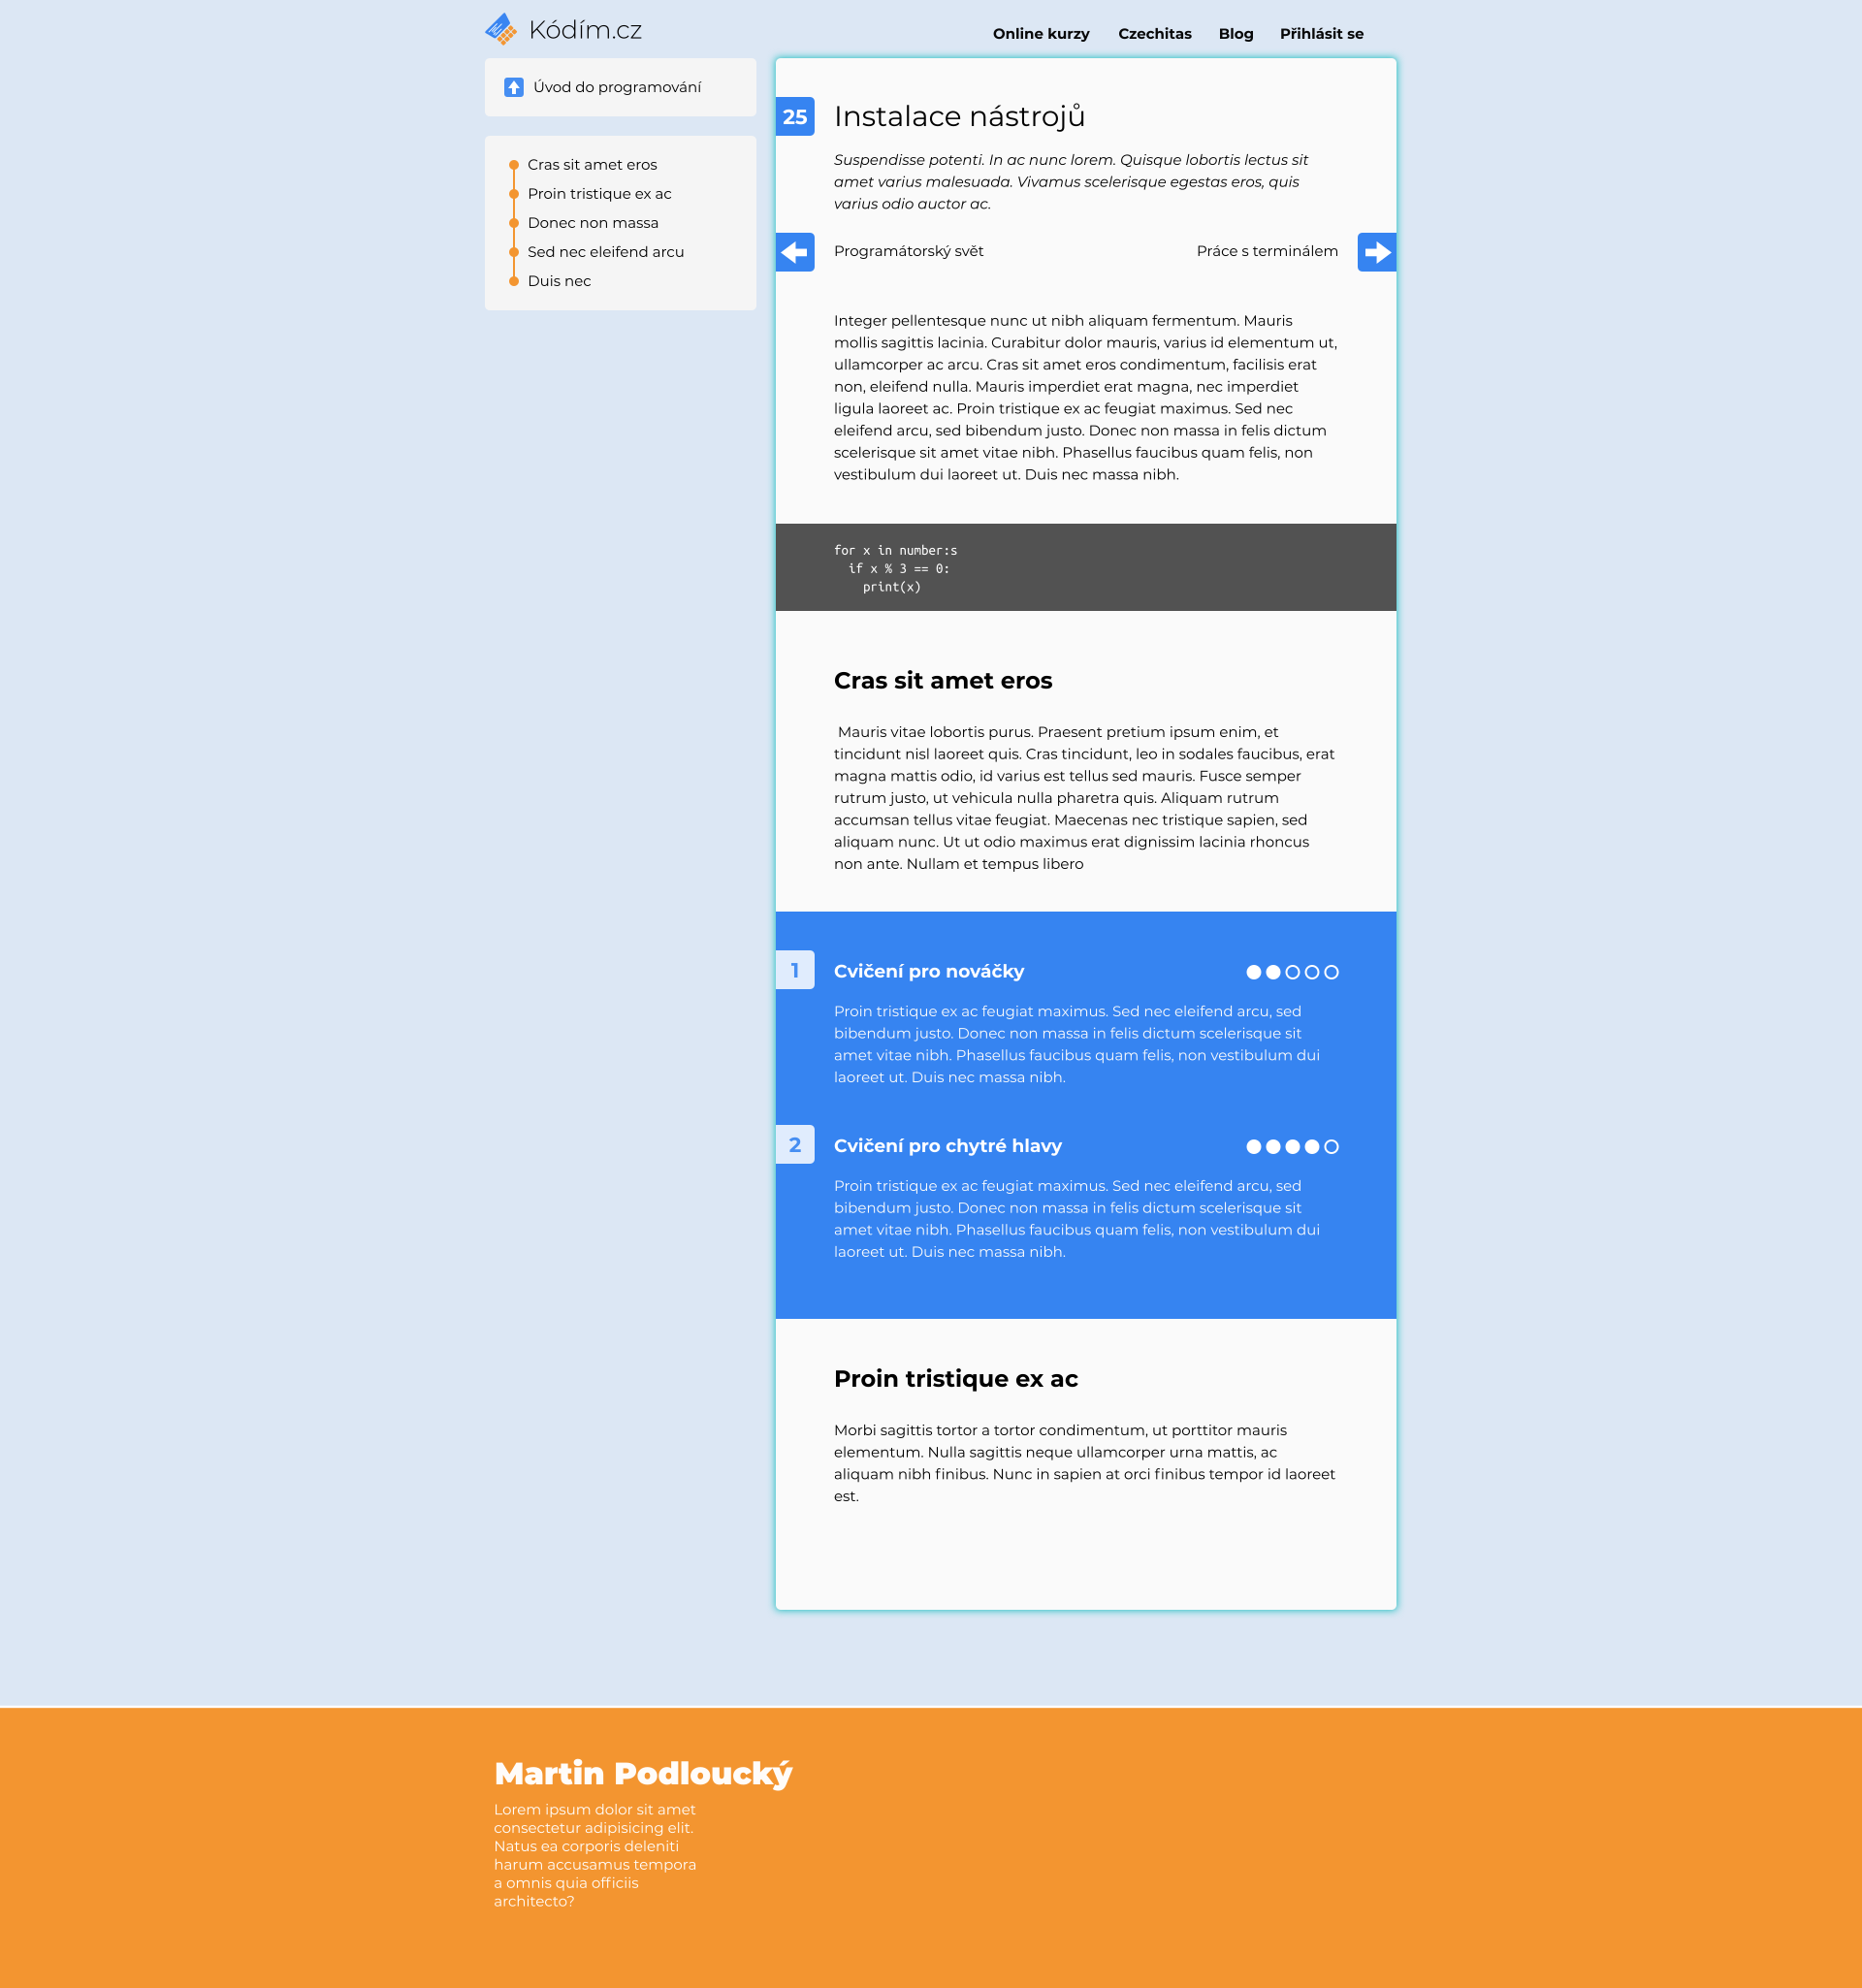 Kódím.cz
Online kurzy Czechitas Blog Přihlásit se
Úvod do programování
Cras sit amet eros
Proin tristique ex ac
Donec non massa
Sed nec eleifend arcu
Duis nec
25 Instalace nástrojů
Suspendisse potenti. In ac nunc lorem. Quisque lobortis lectus sit
amet varius malesuada. Vivamus scelerisque egestas eros, quis
varius odio auctor ac.
Programátorský svět Práce s terminálem
Integer pellentesque nunc ut nibh aliquam fermentum. Mauris
mollis sagittis lacinia. Curabitur dolor mauris, varius id elementum ut,
ullamcorper ac arcu. Cras sit amet eros condimentum, facilisis erat
non, eleifend nulla. Mauris imperdiet erat magna, nec imperdiet
ligula laoreet ac. Proin tristique ex ac feugiat maximus. Sed nec
eleifend arcu, sed bibendum justo. Donec non massa in felis dictum
scelerisque sit amet vitae nibh. Phasellus faucibus quam felis, non
vestibulum dui laoreet ut. Duis nec massa nibh.
for x in number:s
  if x % 3 == 0:
    print(x)
Cras sit amet eros
Mauris vitae lobortis purus. Praesent pretium ipsum enim, et
tincidunt nisl laoreet quis. Cras tincidunt, leo in sodales faucibus, erat
magna mattis odio, id varius est tellus sed mauris. Fusce semper
rutrum justo, ut vehicula nulla pharetra quis. Aliquam rutrum
accumsan tellus vitae feugiat. Maecenas nec tristique sapien, sed
aliquam nunc. Ut ut odio maximus erat dignissim lacinia rhoncus
non ante. Nullam et tempus libero
1 Cvičení pro nováčky
Proin tristique ex ac feugiat maximus. Sed nec eleifend arcu, sed
bibendum justo. Donec non massa in felis dictum scelerisque sit
amet vitae nibh. Phasellus faucibus quam felis, non vestibulum dui
laoreet ut. Duis nec massa nibh.
2 Cvičení pro chytré hlavy
Proin tristique ex ac feugiat maximus. Sed nec eleifend arcu, sed
bibendum justo. Donec non massa in felis dictum scelerisque sit
amet vitae nibh. Phasellus faucibus quam felis, non vestibulum dui
laoreet ut. Duis nec massa nibh.
Proin tristique ex ac
Morbi sagittis tortor a tortor condimentum, ut porttitor mauris
elementum. Nulla sagittis neque ullamcorper urna mattis, ac
aliquam nibh finibus. Nunc in sapien at orci finibus tempor id laoreet
est.
Martin Podloucký
Lorem ipsum dolor sit amet
consectetur adipisicing elit.
Natus ea corporis deleniti
harum accusamus tempora
a omnis quia officiis
architecto?